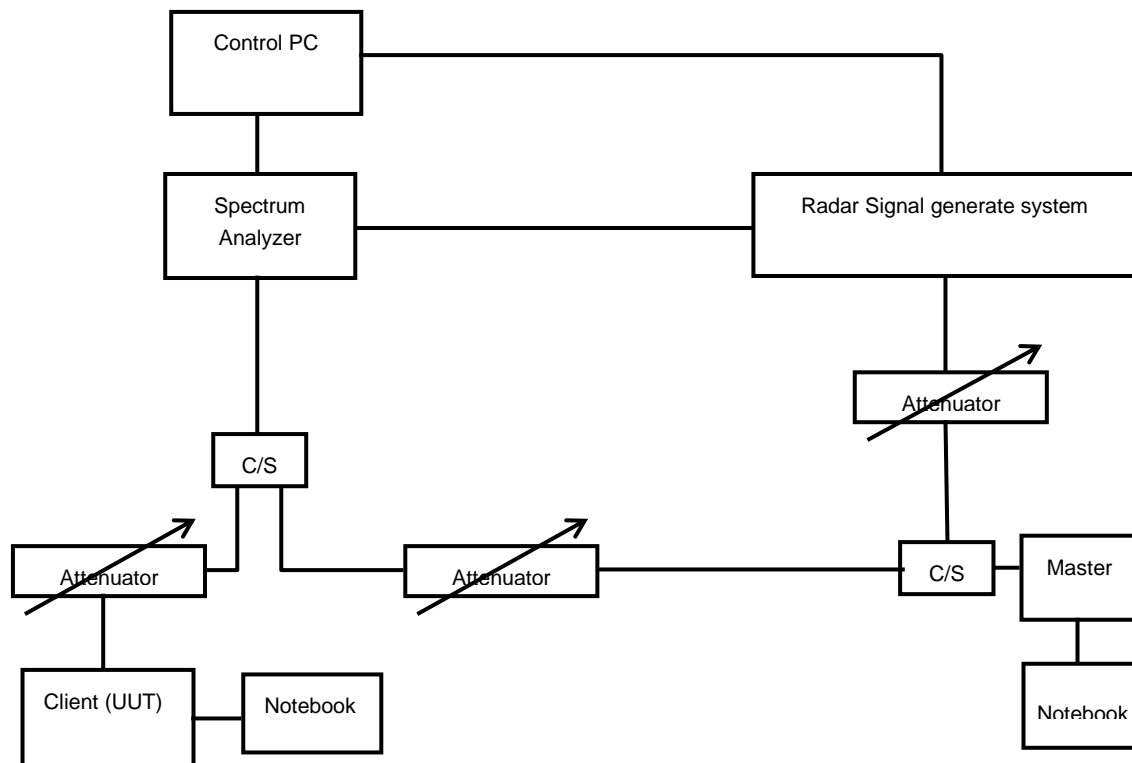 Control PC
Spectrum
Analyzer
Radar Signal generate system
Attenuator
C/S
Attenuator
Attenuator
C/S
Master
Client (UUT)
Notebook
Notebook